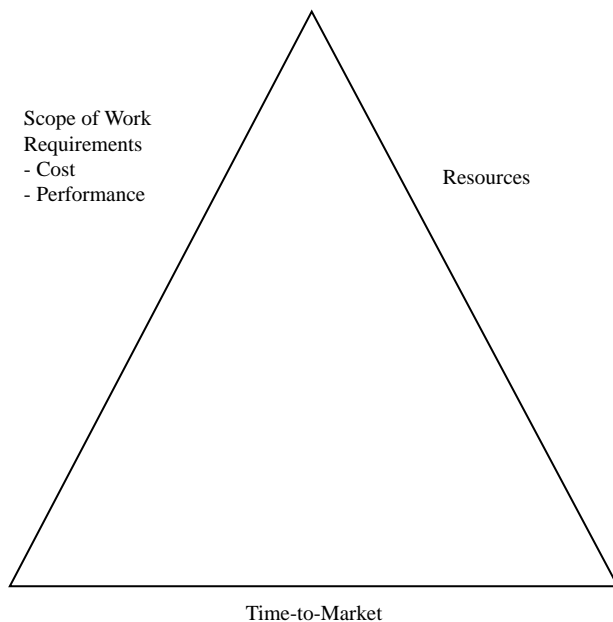 Scope of Work
Requirements
- Cost
- Performance
Resources
Time-to-Market